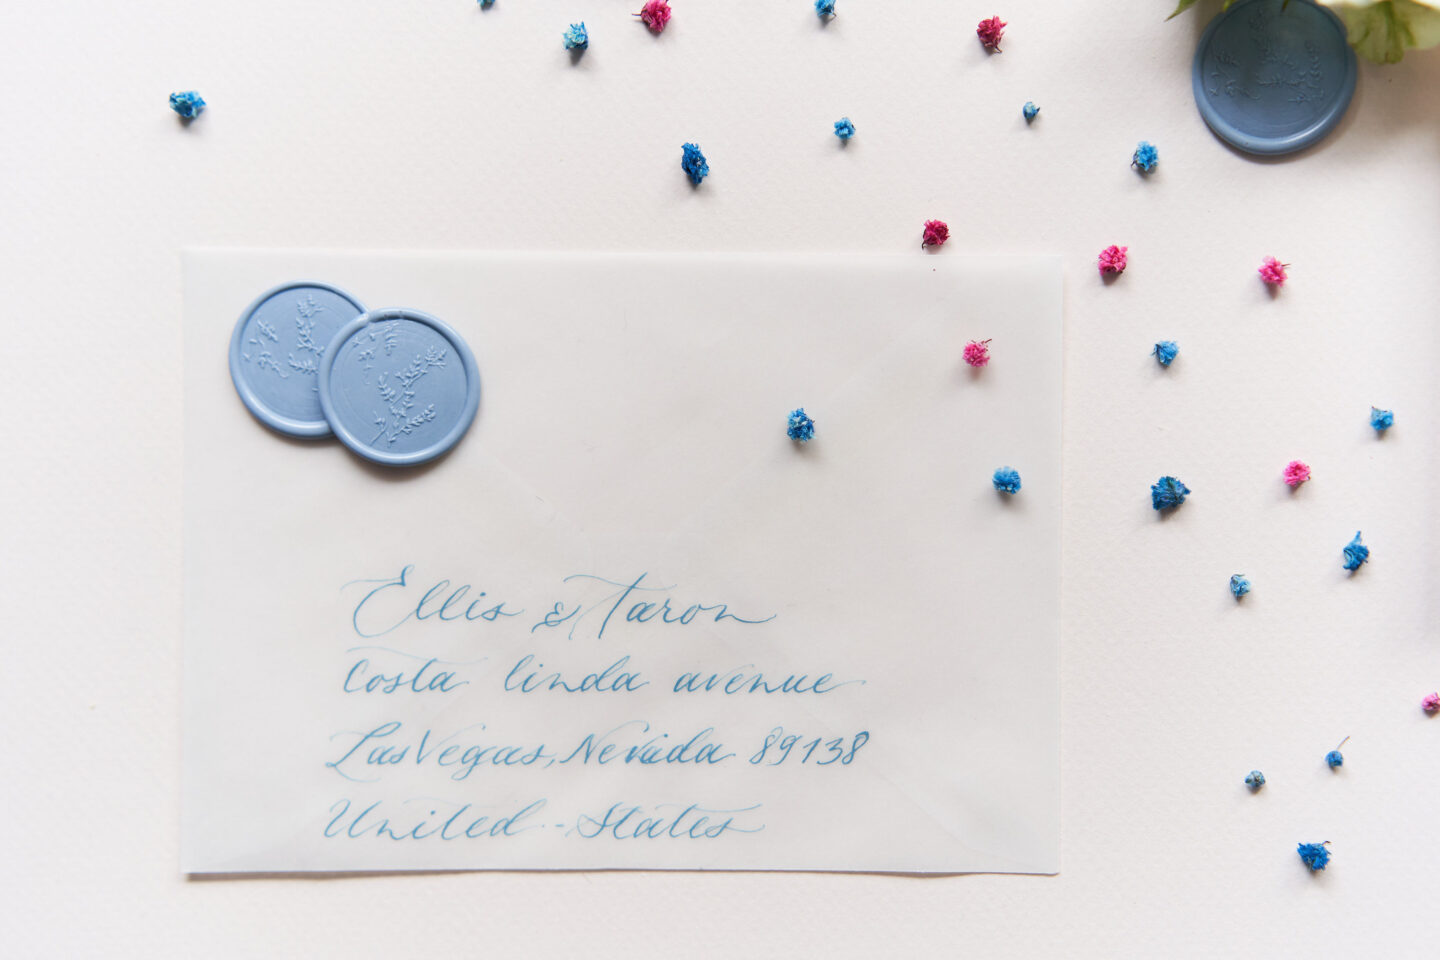 Ellis & Taron
Costa linda avenue
Las Vegas, Nevada 89138
United - States